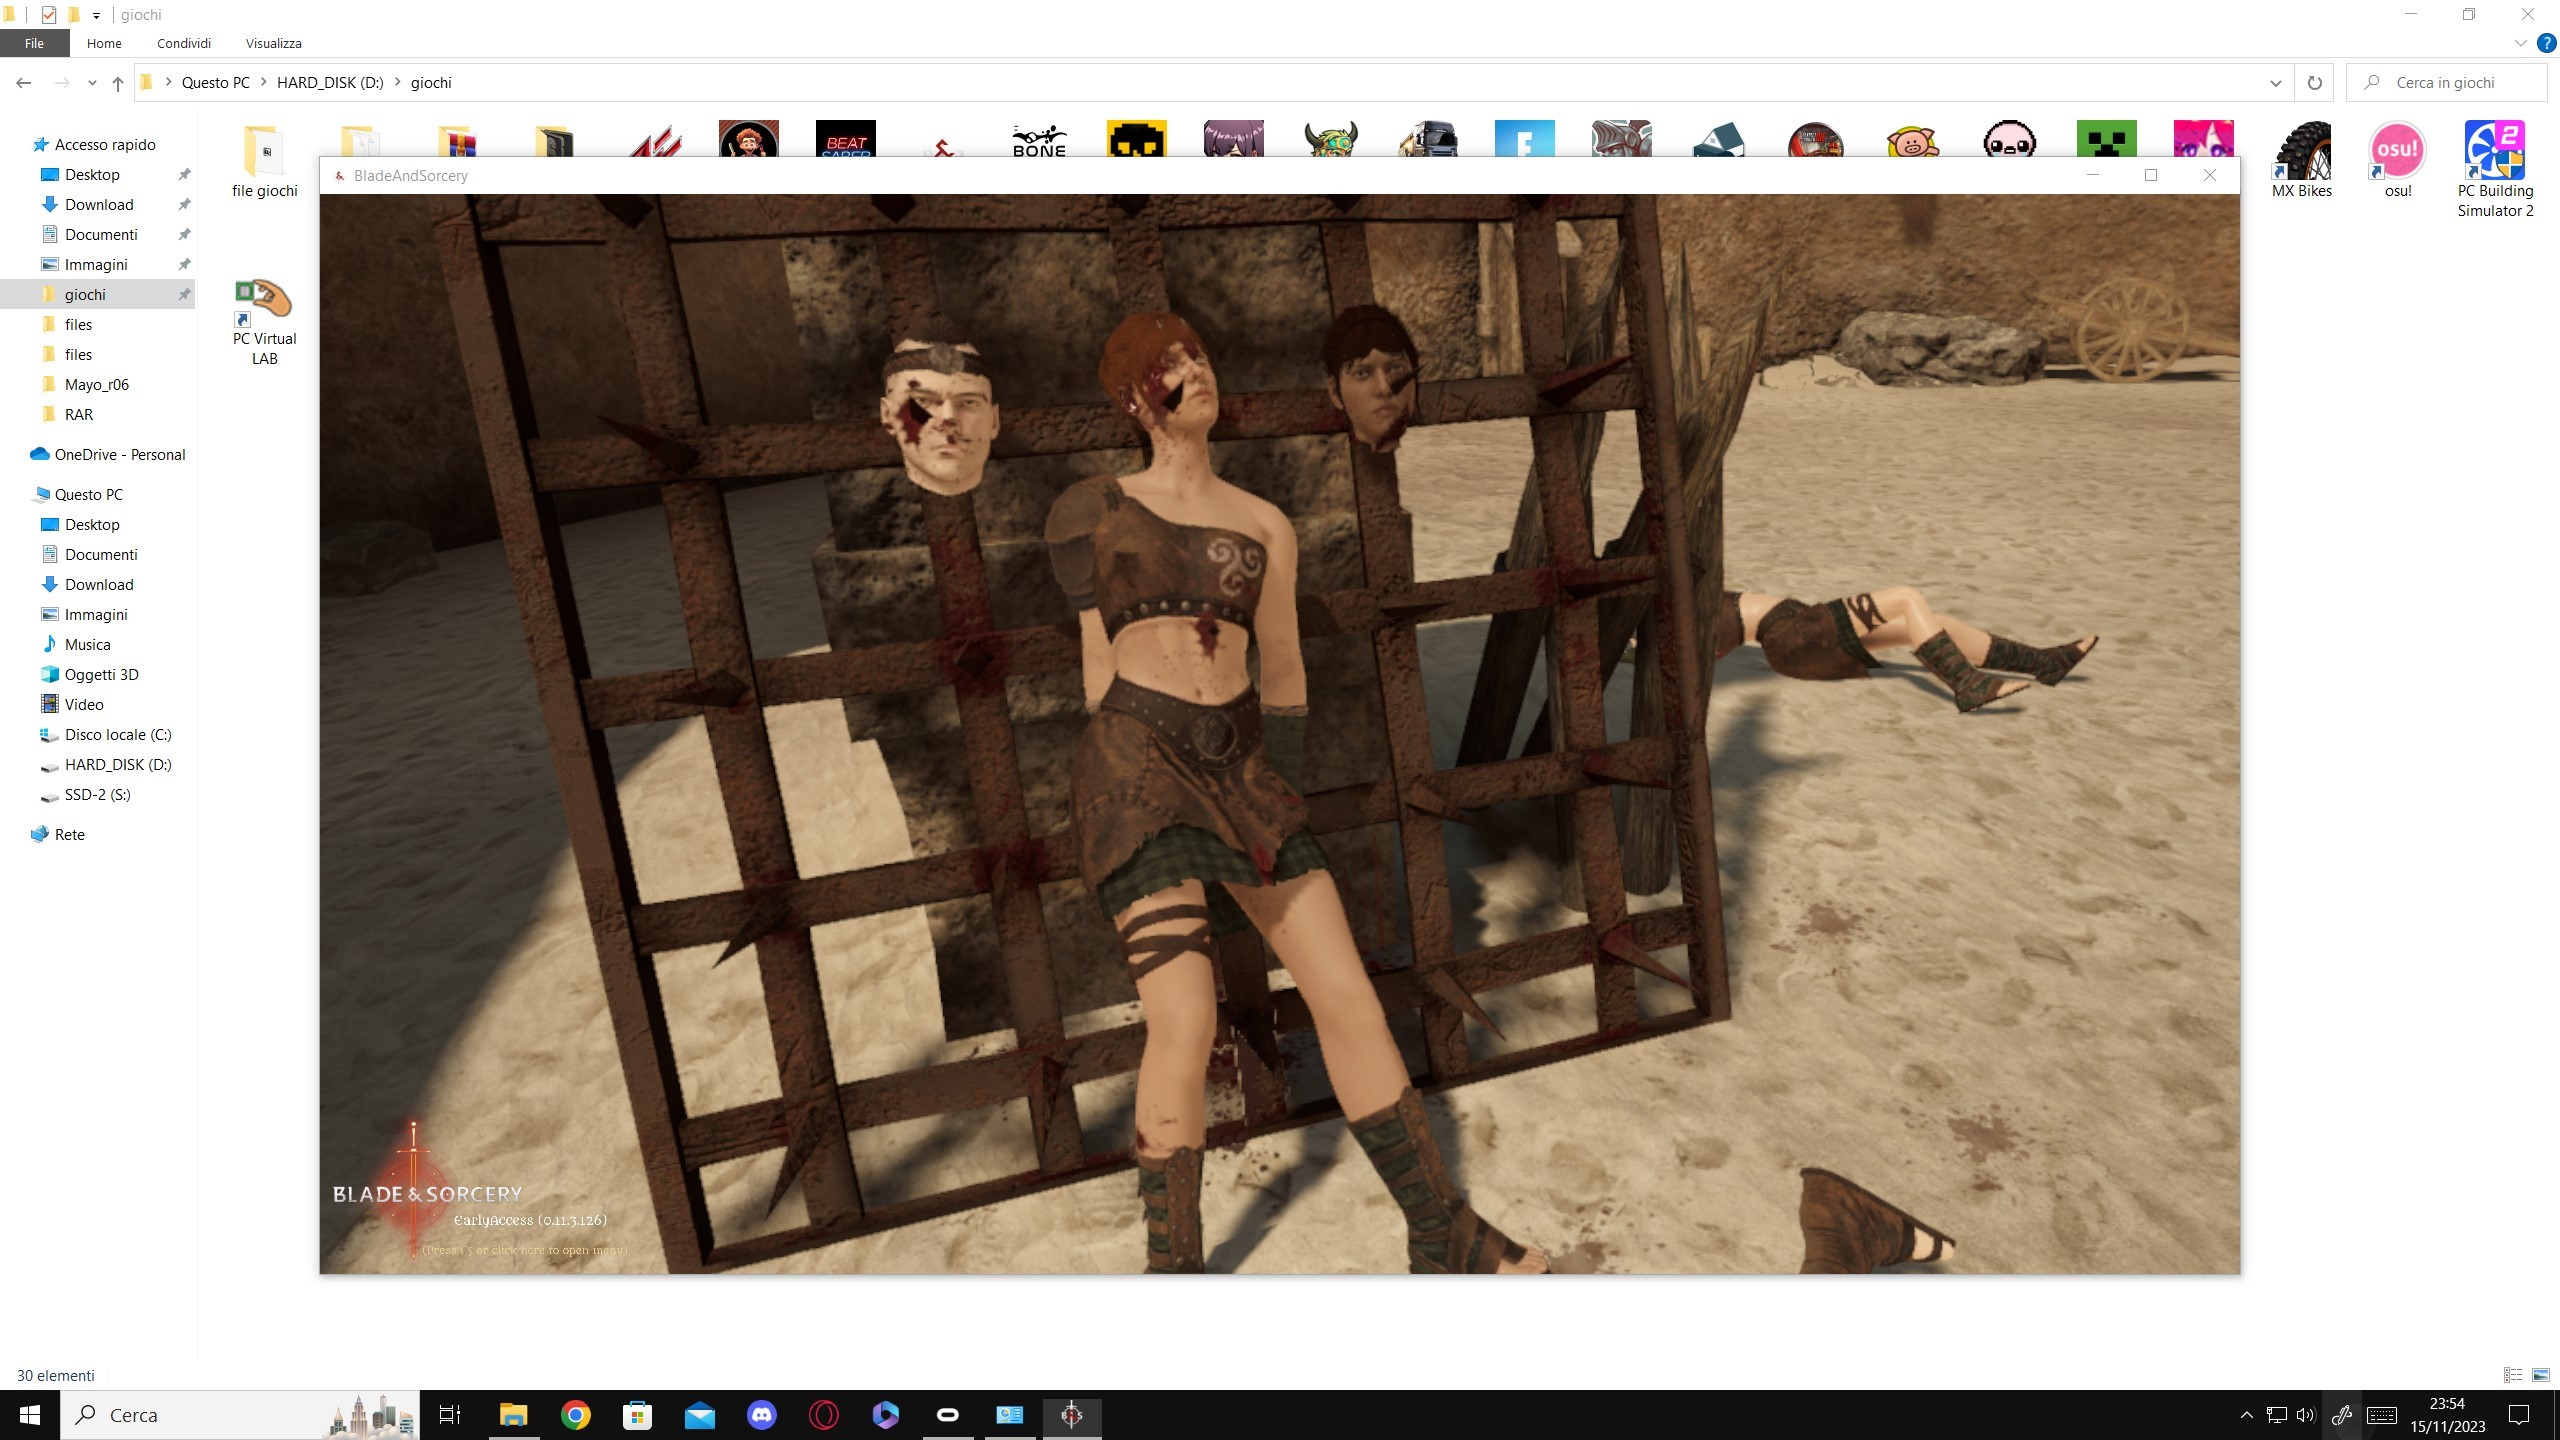 giochi
File Home Condividi Visualizza
Questo PC HARD_DISK (D:) giochi
Cerca in giochi
Accesso rapido
Desktop
Download
Documenti
Immagini
giochi
files
files
Mayo_r06
RAR
OneDrive - Personal
Questo PC
Desktop
Documenti
Download
Immagini
Musica
Oggetti 3D
Video
Disco locale (C:)
HARD_DISK (D:)
SSD-2 (S:)
Rete
file giochi
BEAT
SABER
BONE
osu!
2
MX Bikes
osu!
PC Building
Simulator 2
PC Virtual
LAB
BladeAndSorcery
BLADE & SORCERY
EarlyAccess (0.11.3.126)
(Press F5 or click here to open menu)
30 elementi
Cerca
23:54
15/11/2023